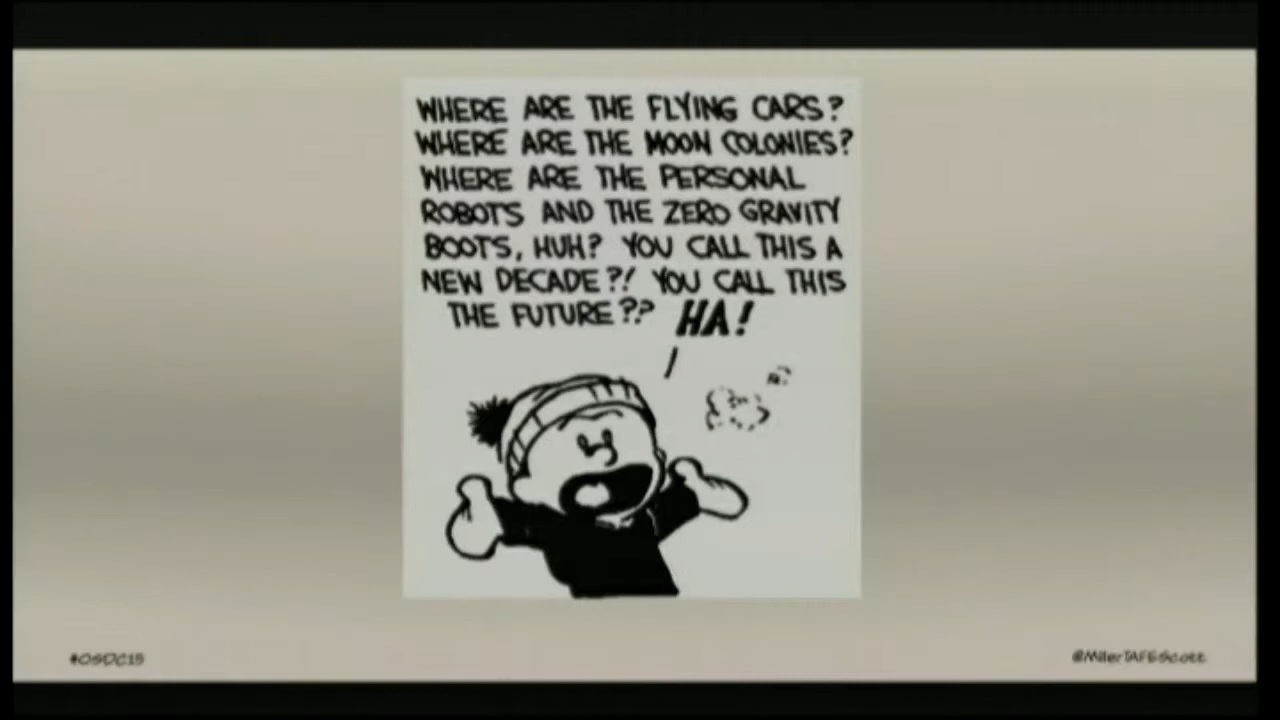 WHERE ARE THE FLYING CARS?
WHERE ARE THE MOON COLONIES?
WHERE ARE THE PERSONAL
ROBOTS AND THE ZERO GRAVITY
BOOTS, HUH? YOU CALL THIS A
NEW DECADE?! YOU CALL THIS
THE FUTURE?? HA!
#OSDC15 @MillerTAFEScott